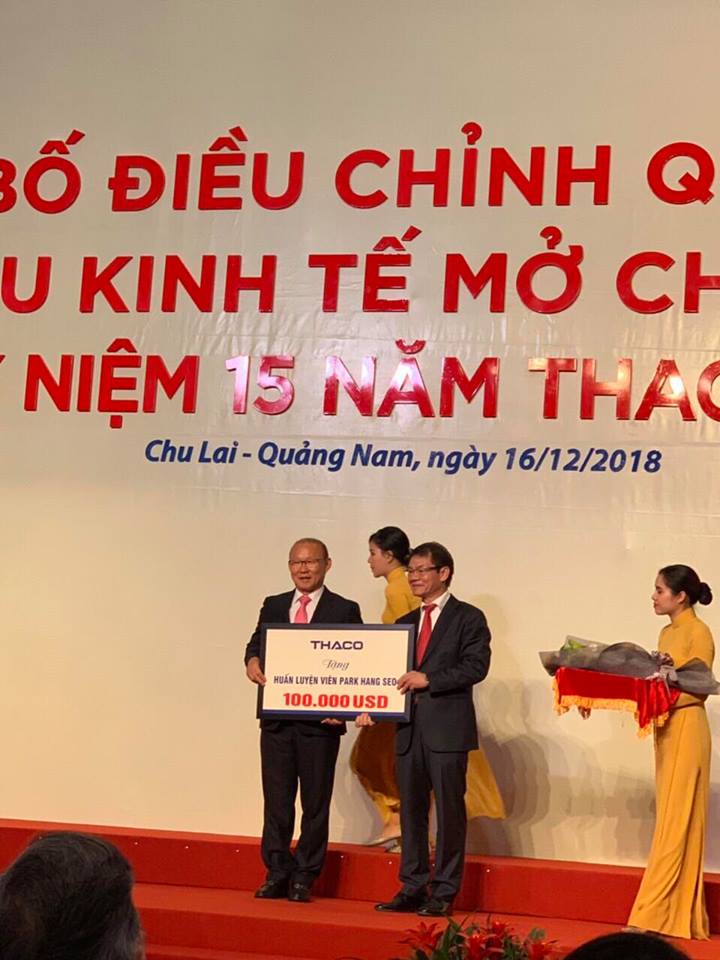 BỐ ĐIỀU CHỈNH Q
U KINH TẾ MỞ CH
NIỆM 15 NĂM THAC
Chu Lai - Quảng Nam, ngày 16/12/2018
THACO
Tặng
HUẤN LUYỆN VIÊN PARK HANG SEO
100.000 USD